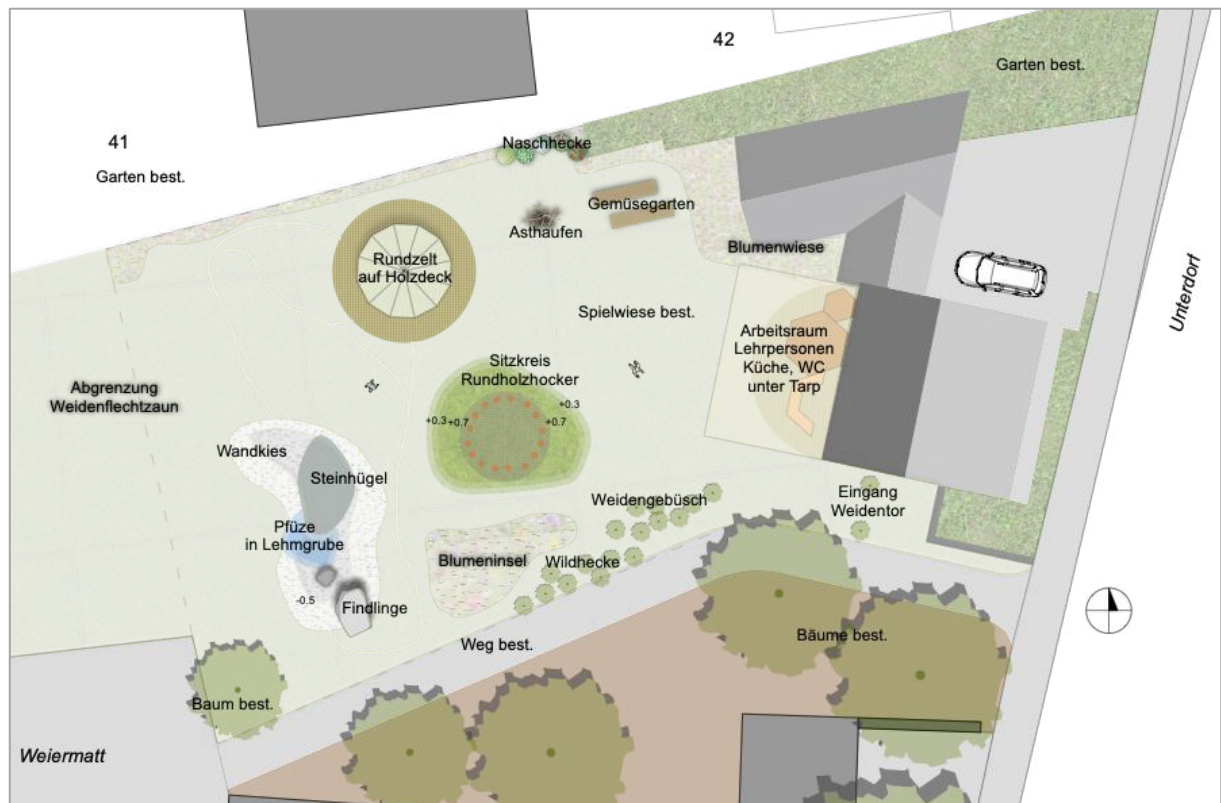 42
Garten best.
41
Garten best.
Naschhecke
Gemüsegarten
Asthaufen
Blumenwiese
Rundzelt
auf Holzdeck
Spielwiese best.
Unterdorf
Arbeitsraum
Lehrpersonen
Küche, WC
unter Tarp
Sitzkreis
Rundholzhocker
Abgrenzung
Weidenflechtzaun
+0.3
+0.3
+0.7
+0.7
Wandkies
Steinhügel
Weidengebüsch
Eingang
Weidentor
Pfüze
in Lehmgrube
Blumeninsel
Wildhecke
-0.5
Findlinge
Weg best.
Bäume best.
Baum best.
Weiermatt